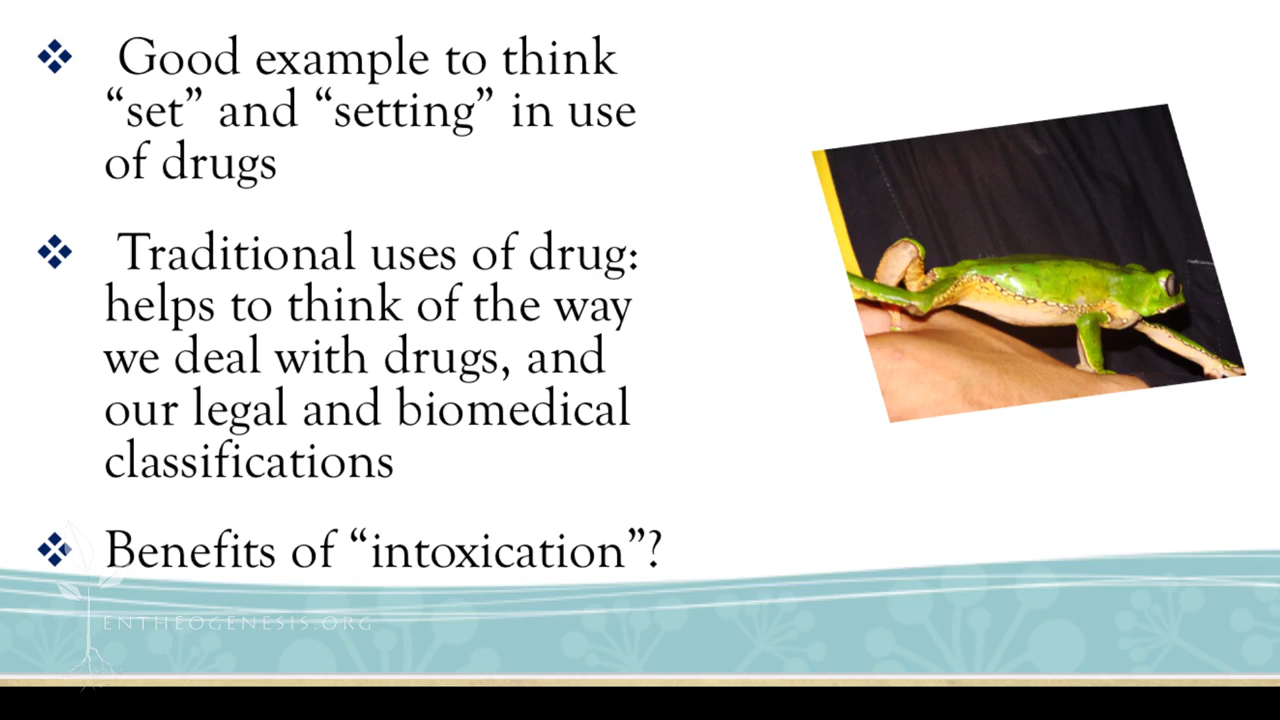 Good example to think
“set” and “setting” in use
of drugs
Traditional uses of drug:
helps to think of the way
we deal with drugs, and
our legal and biomedical
classifications
Benefits of “intoxication”?
ENTHEOGENESIS.ORG